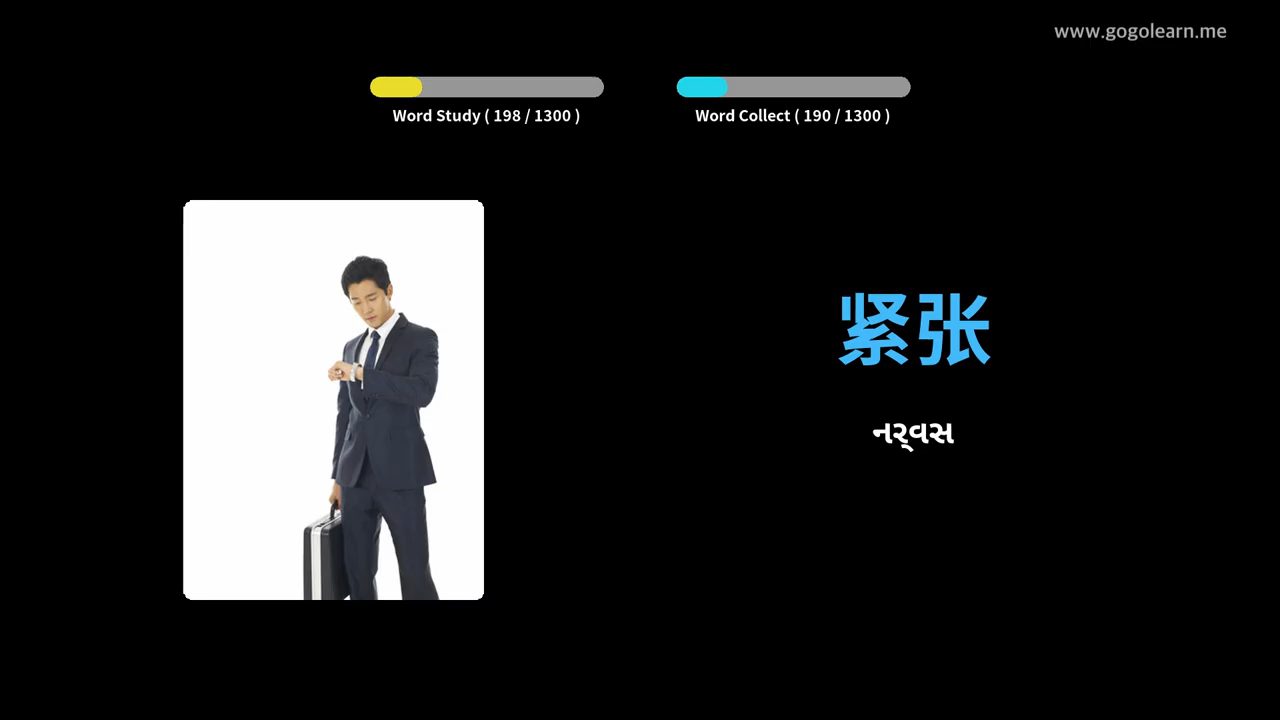 www.gogolearn.me
Word Study ( 198 / 1300 )
Word Collect ( 190 / 1300 )
紧张
નર્વસ